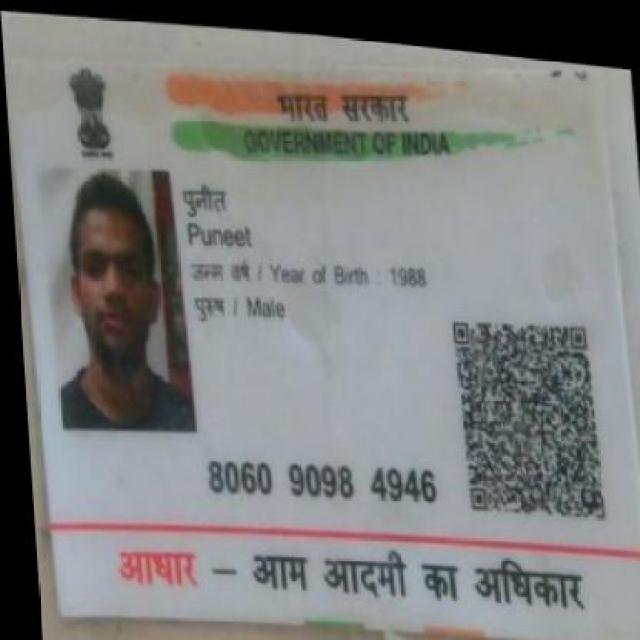 भारत सरकार
GOVERNMENT OF INDIA
पुनीत
Puneet
जन्म वर्ष / Year of Birth : 1988
पुरुष / Male
8060 9098 4946
आधार – आम आदमी का अधिकार